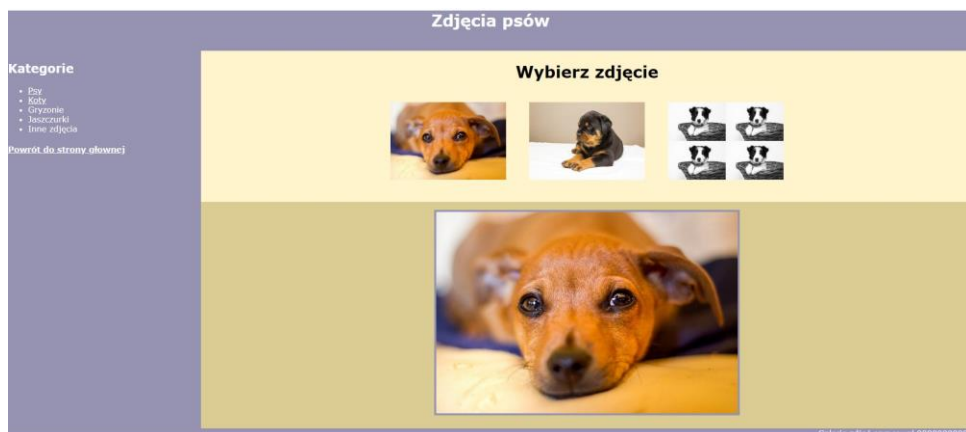 Zdjęcia psów
Kategorie
Psy
Koty
Gryzonie
Jaszczurki
Inne zdjęcia
Powrót do strony głownej
Wybierz zdjęcie